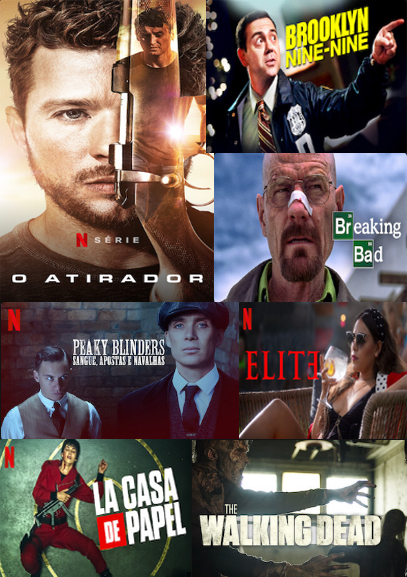 BROOKLYN
NINE-NINE
N SÉRIE
O ATIRADOR
Breaking
Bad
N
PEAKY BLINDERS
SANGUE, APOSTAS E NAVALHAS
N
ELITE
N
LA CASA
DE PAPEL
THE
WALKING DEAD